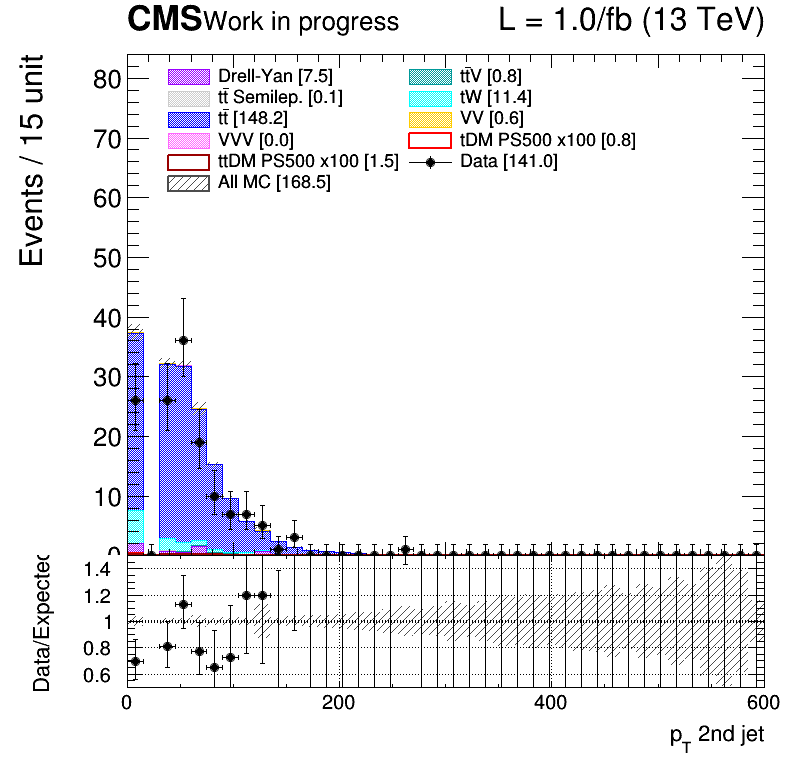 CMS Work in progress L = 1.0/fb (13 TeV)
Events / 15 unit
80
70
60
50
40
30
20
10
0
Drell-Yan [7.5] tt̄V [0.8]
tt̄ Semilep. [0.1] tW [11.4]
tt̄ [148.2] VV [0.6]
VVV [0.0] tDM PS500 x100 [0.8]
ttDM PS500 x100 [1.5] Data [141.0]
All MC [168.5]
Data/Expected
1.4
1.2
1
0.8
0.6
0 200 400 600
p_T 2nd jet